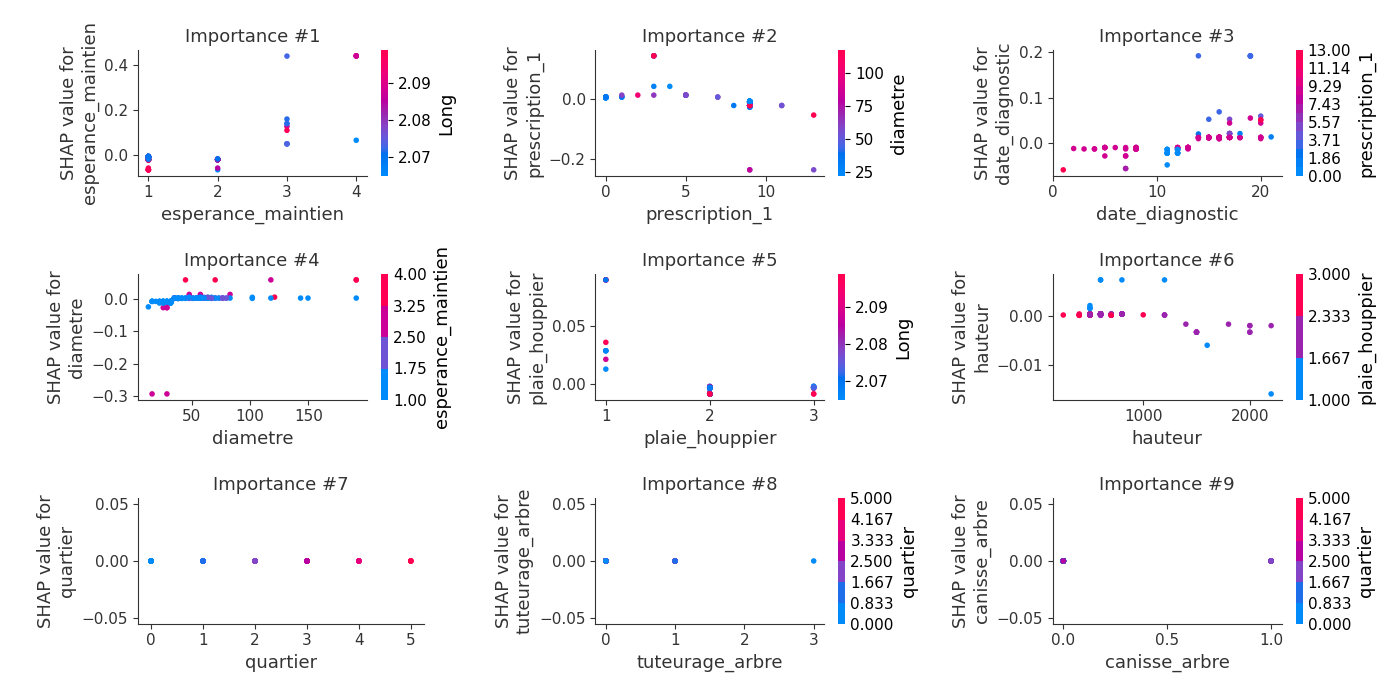 Importance #1
SHAP value for
esperance_maintien
0.4
0.2
0.0
1 2 3 4
esperance_maintien
2.09
2.08
2.07
Long
Importance #2
SHAP value for
prescription_1
0.0
−0.2
0 5 10
prescription_1
100
75
50
25
diametre
Importance #3
SHAP value for
date_diagnostic
0.2
0.1
0.0
0 10 20
date_diagnostic
13.00
11.14
9.29
7.43
5.57
3.71
1.86
0.00
prescription_1
Importance #4
SHAP value for
diametre
0.0
−0.1
−0.2
−0.3
50 100 150
diametre
4.00
3.25
2.50
1.75
1.00
esperance_maintien
Importance #5
SHAP value for
plaie_houppier
0.05
0.00
1 2 3
plaie_houppier
2.09
2.08
2.07
Long
Importance #6
SHAP value for
hauteur
0.00
−0.01
1000 2000
hauteur
3.000
2.333
1.667
1.000
plaie_houppier
Importance #7
SHAP value for
quartier
0.05
0.00
−0.05
0 1 2 3 4 5
quartier
Importance #8
SHAP value for
tuteurage_arbre
0.05
0.00
−0.05
0 1 2 3
tuteurage_arbre
5.000
4.167
3.333
2.500
1.667
0.833
0.000
quartier
Importance #9
SHAP value for
canisse_arbre
0.05
0.00
−0.05
0.0 0.5 1.0
canisse_arbre
5.000
4.167
3.333
2.500
1.667
0.833
0.000
quartier